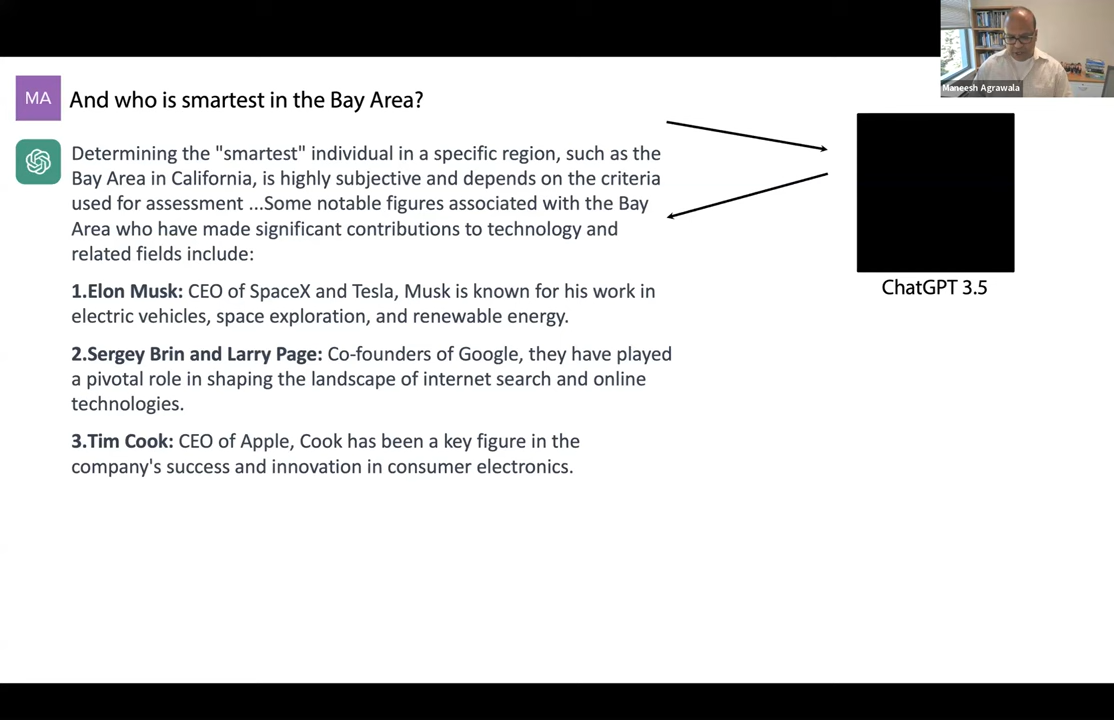 Maneesh Agrawala
MA
And who is smartest in the Bay Area?
Determining the "smartest" individual in a specific region, such as the
Bay Area in California, is highly subjective and depends on the criteria
used for assessment ...Some notable figures associated with the Bay
Area who have made significant contributions to technology and
related fields include:
1.Elon Musk: CEO of SpaceX and Tesla, Musk is known for his work in
electric vehicles, space exploration, and renewable energy.
2.Sergey Brin and Larry Page: Co-founders of Google, they have played
a pivotal role in shaping the landscape of internet search and online
technologies.
3.Tim Cook: CEO of Apple, Cook has been a key figure in the
company's success and innovation in consumer electronics.
ChatGPT 3.5